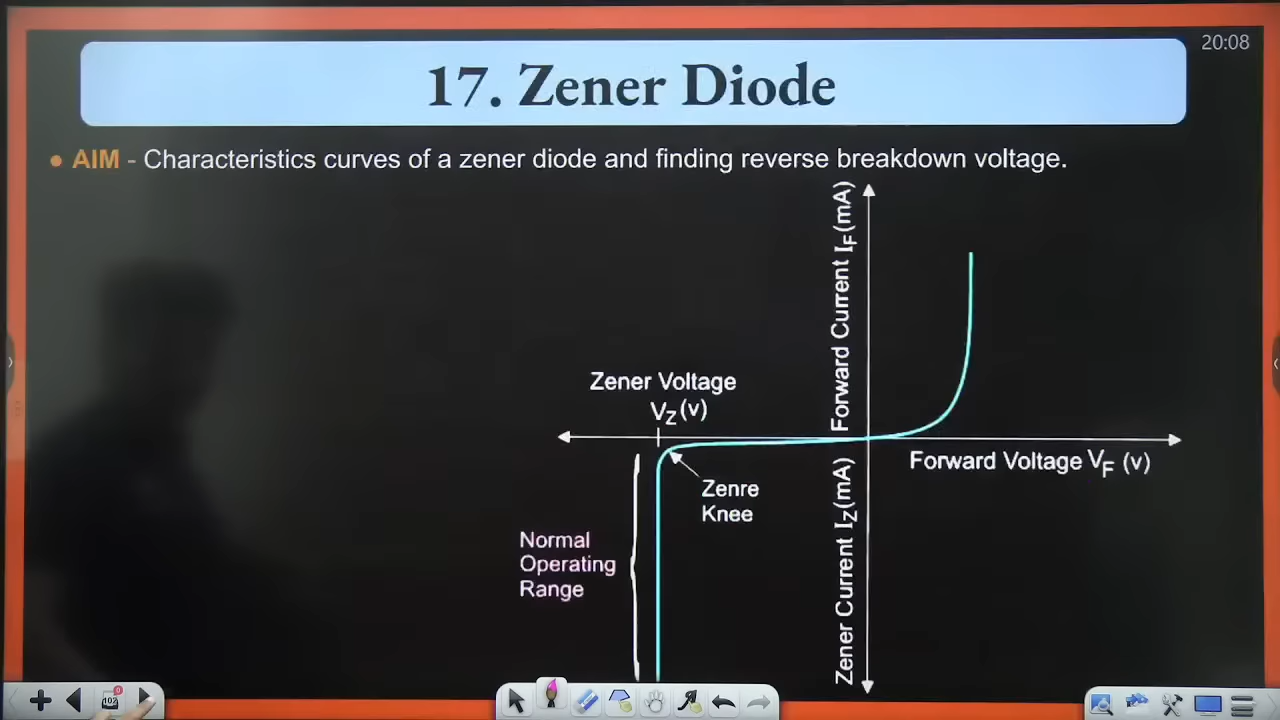 20:08
17. Zener Diode
• AIM - Characteristics curves of a zener diode and finding reverse breakdown voltage.
Forward Current IF(mA)
Zener Voltage
VZ(v)
Forward Voltage VF (v)
Zenre
Knee
Zener Current IZ(mA)
Normal
Operating
Range